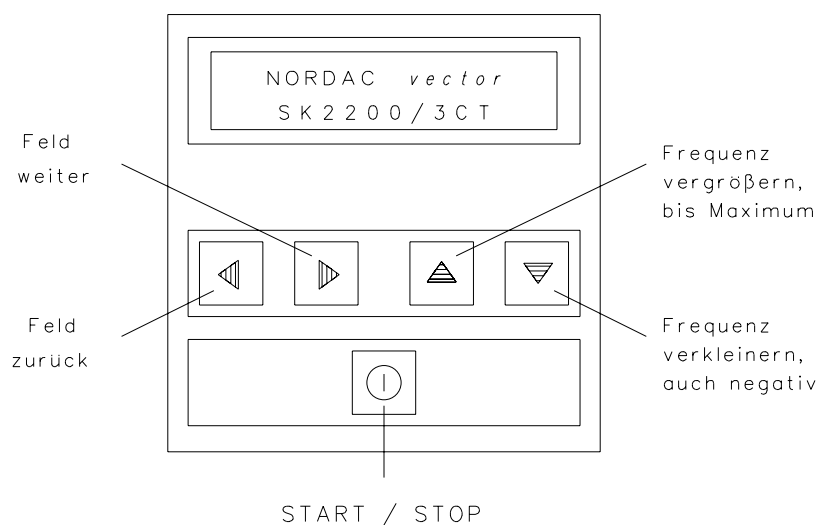 NORDAC vector
SK2200/3CT
Feld
weiter
Frequenz
vergrößern,
bis Maximum
Feld
zurück
Frequenz
verkleinern,
auch negativ
START / STOP